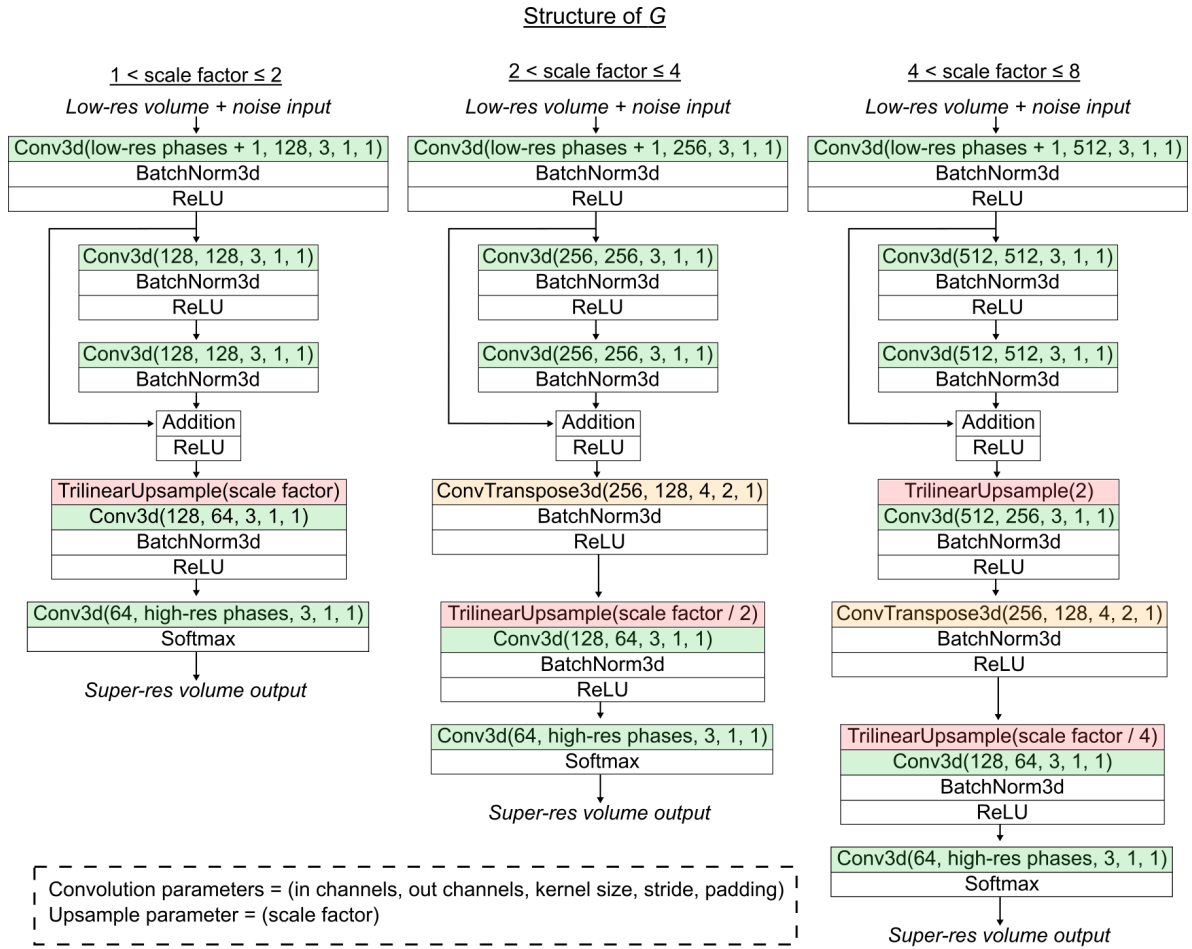 Structure of G
1 < scale factor ≤ 2
Low-res volume + noise input
Conv3d(low-res phases + 1, 128, 3, 1, 1)
BatchNorm3d
ReLU
Conv3d(128, 128, 3, 1, 1)
BatchNorm3d
ReLU
Conv3d(128, 128, 3, 1, 1)
BatchNorm3d
Addition
ReLU
TrilinearUpsample(scale factor)
Conv3d(128, 64, 3, 1, 1)
BatchNorm3d
ReLU
Conv3d(64, high-res phases, 3, 1, 1)
Softmax
Super-res volume output
2 < scale factor ≤ 4
Low-res volume + noise input
Conv3d(low-res phases + 1, 256, 3, 1, 1)
BatchNorm3d
ReLU
Conv3d(256, 256, 3, 1, 1)
BatchNorm3d
ReLU
Conv3d(256, 256, 3, 1, 1)
BatchNorm3d
Addition
ReLU
ConvTranspose3d(256, 128, 4, 2, 1)
BatchNorm3d
ReLU
TrilinearUpsample(scale factor / 2)
Conv3d(128, 64, 3, 1, 1)
BatchNorm3d
ReLU
Conv3d(64, high-res phases, 3, 1, 1)
Softmax
Super-res volume output
4 < scale factor ≤ 8
Low-res volume + noise input
Conv3d(low-res phases + 1, 512, 3, 1, 1)
BatchNorm3d
ReLU
Conv3d(512, 512, 3, 1, 1)
BatchNorm3d
ReLU
Conv3d(512, 512, 3, 1, 1)
BatchNorm3d
Addition
ReLU
TrilinearUpsample(2)
Conv3d(512, 256, 3, 1, 1)
BatchNorm3d
ReLU
ConvTranspose3d(256, 128, 4, 2, 1)
BatchNorm3d
ReLU
TrilinearUpsample(scale factor / 4)
Conv3d(128, 64, 3, 1, 1)
BatchNorm3d
ReLU
Conv3d(64, high-res phases, 3, 1, 1)
Softmax
Super-res volume output
Convolution parameters = (in channels, out channels, kernel size, stride, padding)
Upsample parameter = (scale factor)